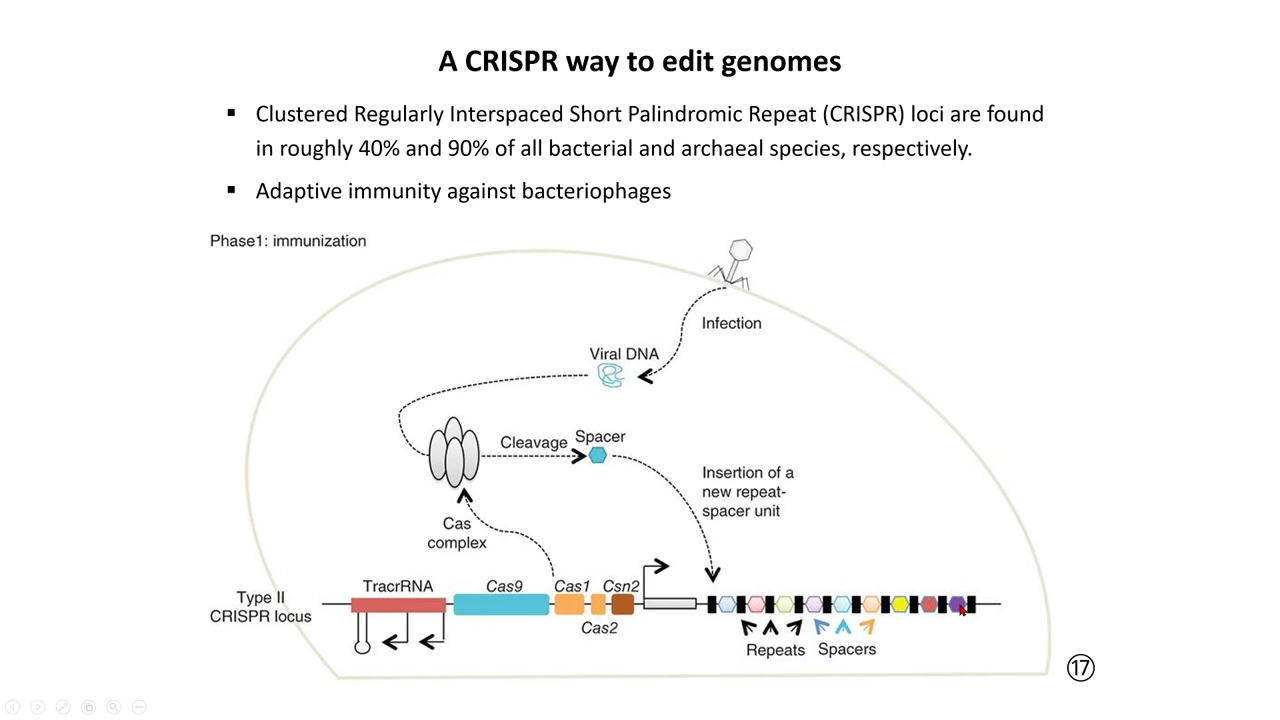 A CRISPR way to edit genomes
▪ Clustered Regularly Interspaced Short Palindromic Repeat (CRISPR) loci are found
in roughly 40% and 90% of all bacterial and archaeal species, respectively.
▪ Adaptive immunity against bacteriophages
Phase1: immunization
Infection
Viral DNA
Cleavage
Spacer
Insertion of a
new repeat-
spacer unit
Cas
complex
Type II
CRISPR locus
TracrRNA
Cas9
Cas1
Csn2
Cas2
Repeats
Spacers
⑰